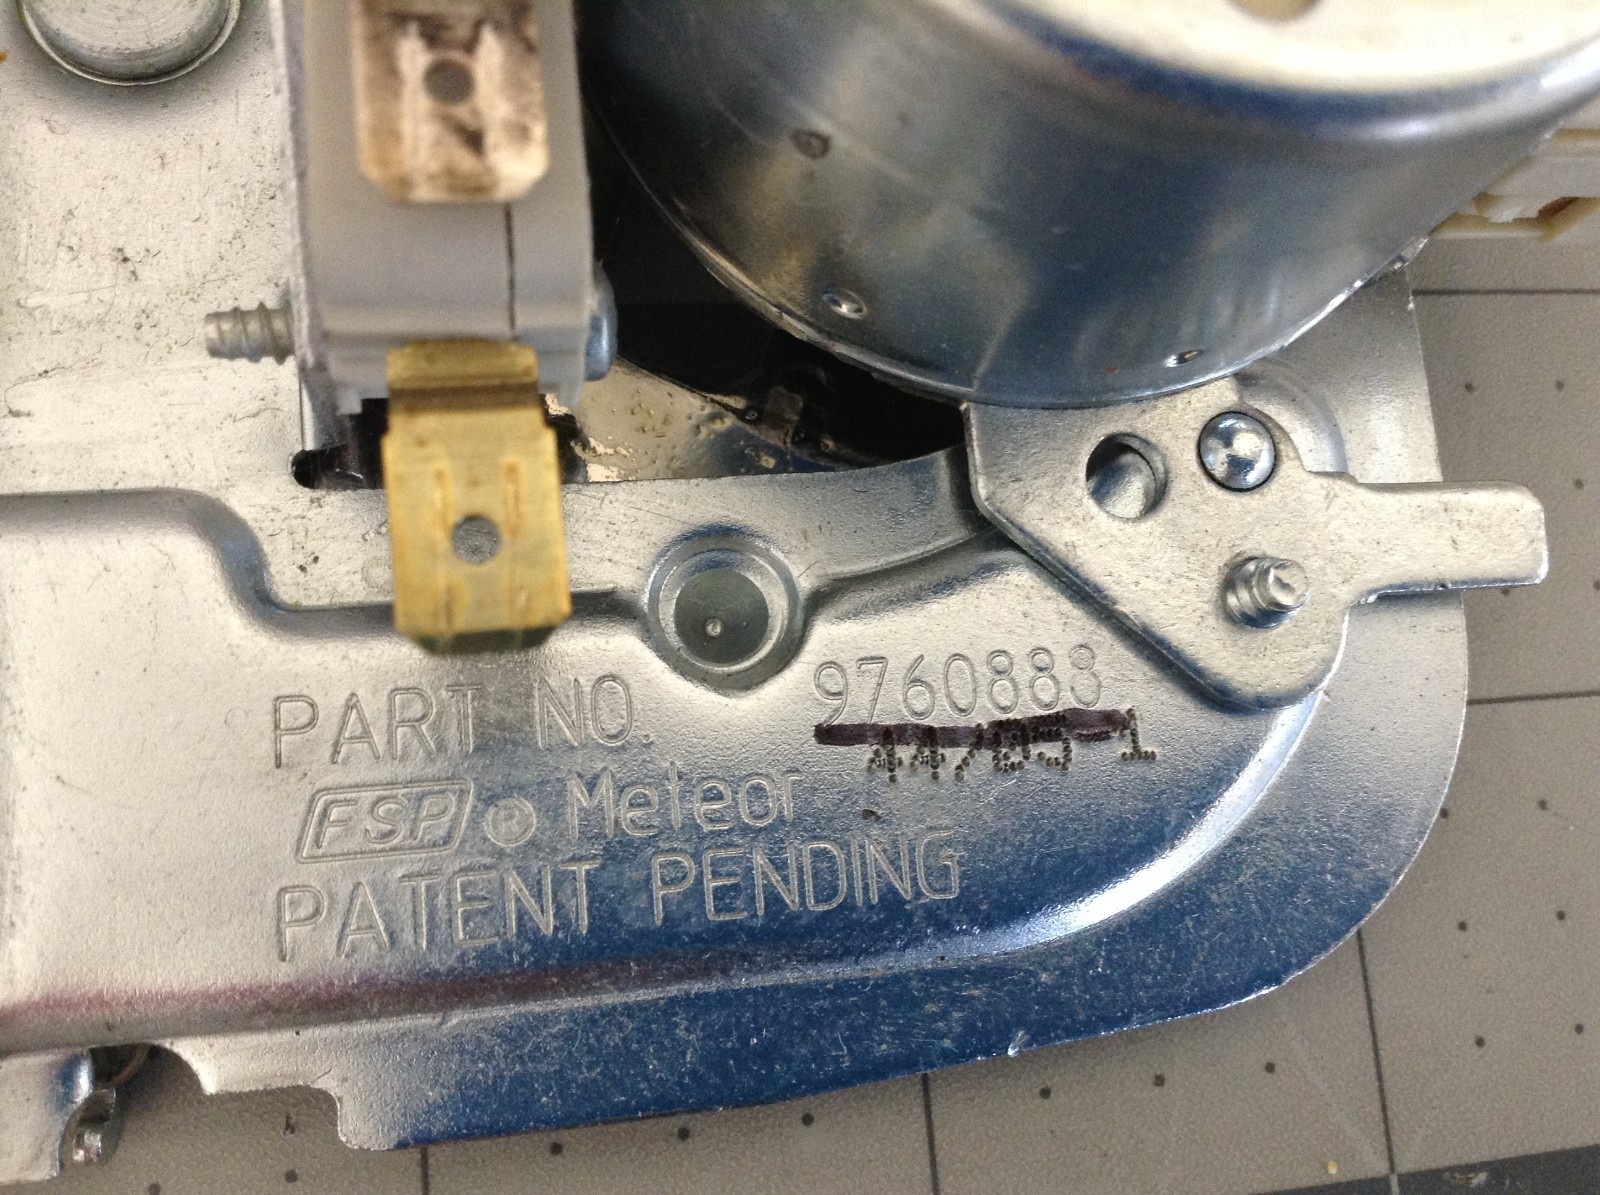 PART NO. 9760888
FSP ® Meteor
PATENT PENDING